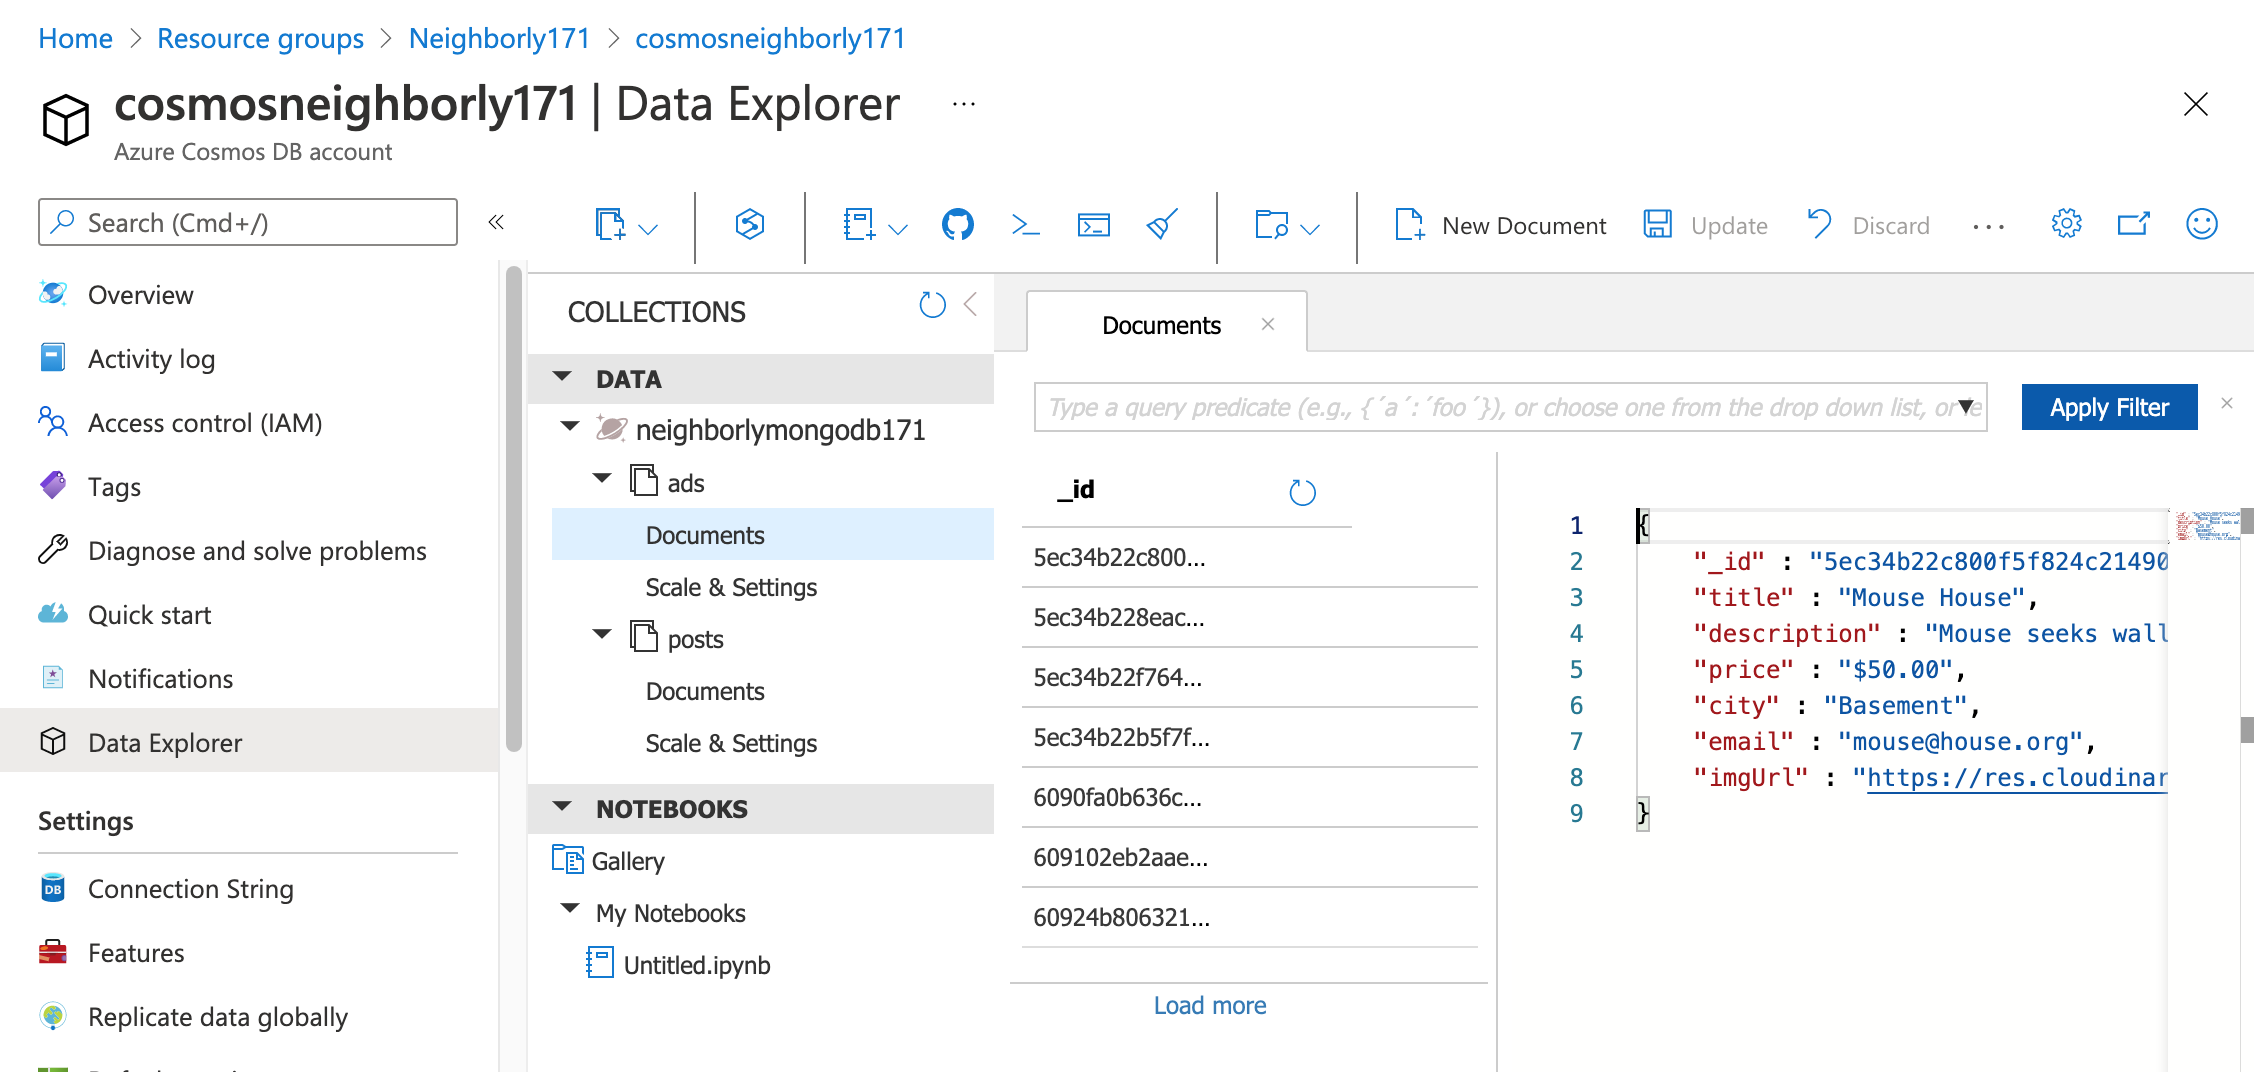 Home > Resource groups > Neighborly171 > cosmosneighborly171
cosmosneighborly171 | Data Explorer ...
Azure Cosmos DB account
Search (Cmd+/)
«
New Document
Update
Discard
...
Overview
Activity log
Access control (IAM)
Tags
Diagnose and solve problems
Quick start
Notifications
Data Explorer
Settings
Connection String
Features
Replicate data globally
COLLECTIONS
DATA
neighborlymongodb171
ads
Documents
Scale & Settings
posts
Documents
Scale & Settings
NOTEBOOKS
Gallery
My Notebooks
Untitled.ipynb
Documents
Type a query predicate (e.g., {´a´:´foo´}), or choose one from the drop down list, or le
Apply Filter
_id
5ec34b22c800...
5ec34b228eac...
5ec34b22f764...
5ec34b22b5f7f...
6090fa0b636c...
609102eb2aae...
60924b806321...
Load more
1 {
2 "_id" : "5ec34b22c800f5f824c21490
3 "title" : "Mouse House",
4 "description" : "Mouse seeks wall
5 "price" : "$50.00",
6 "city" : "Basement",
7 "email" : "mouse@house.org",
8 "imgUrl" : "https://res.cloudinar
9 }